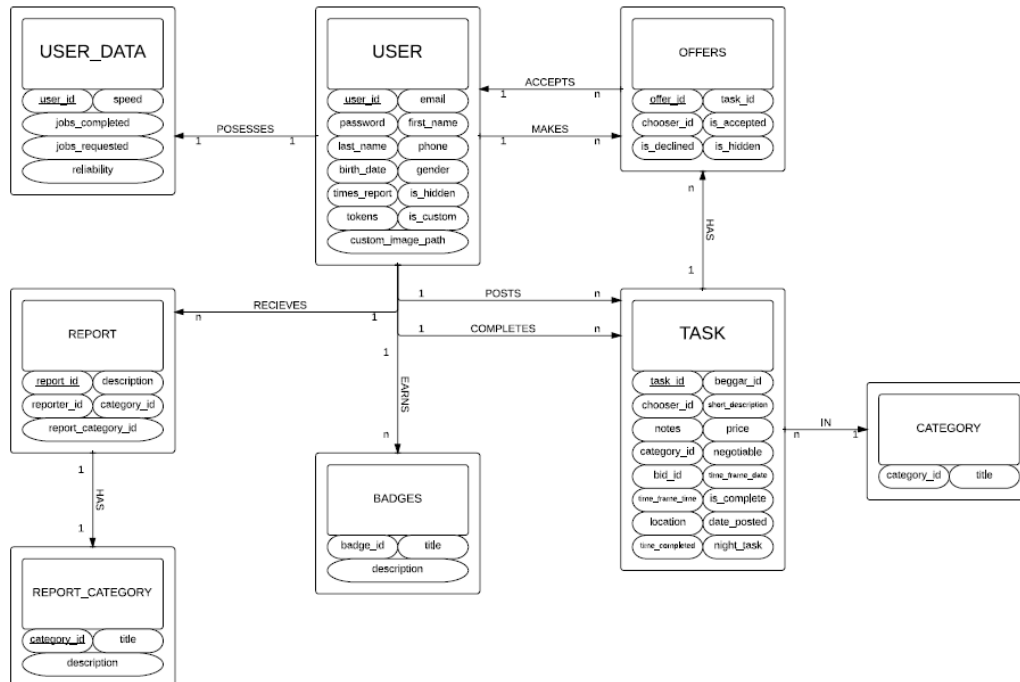 USER_DATA
user_id speed
jobs_completed
jobs_requested
reliability
1 POSESSES 1
USER
user_id email
password first_name
last_name phone
birth_date gender
times_report is_hidden
tokens is_custom
custom_image_path
ACCEPTS
1 n
MAKES
1 n
OFFERS
offer_id task_id
chooser_id is_accepted
is_declined is_hidden
n
HAS
1
RECIEVES
n 1
1 POSTS n
1 COMPLETES n
REPORT
report_id description
reporter_id category_id
report_category_id
1
HAS
1
REPORT_CATEGORY
category_id title
description
1
EARNS
n
BADGES
badge_id title
description
TASK
task_id beggar_id
chooser_id short_description
notes price
category_id negotiable
bid_id time_frame_date
time_frame_time is_complete
location date_posted
time_completed night_task
IN
n 1
CATEGORY
category_id title